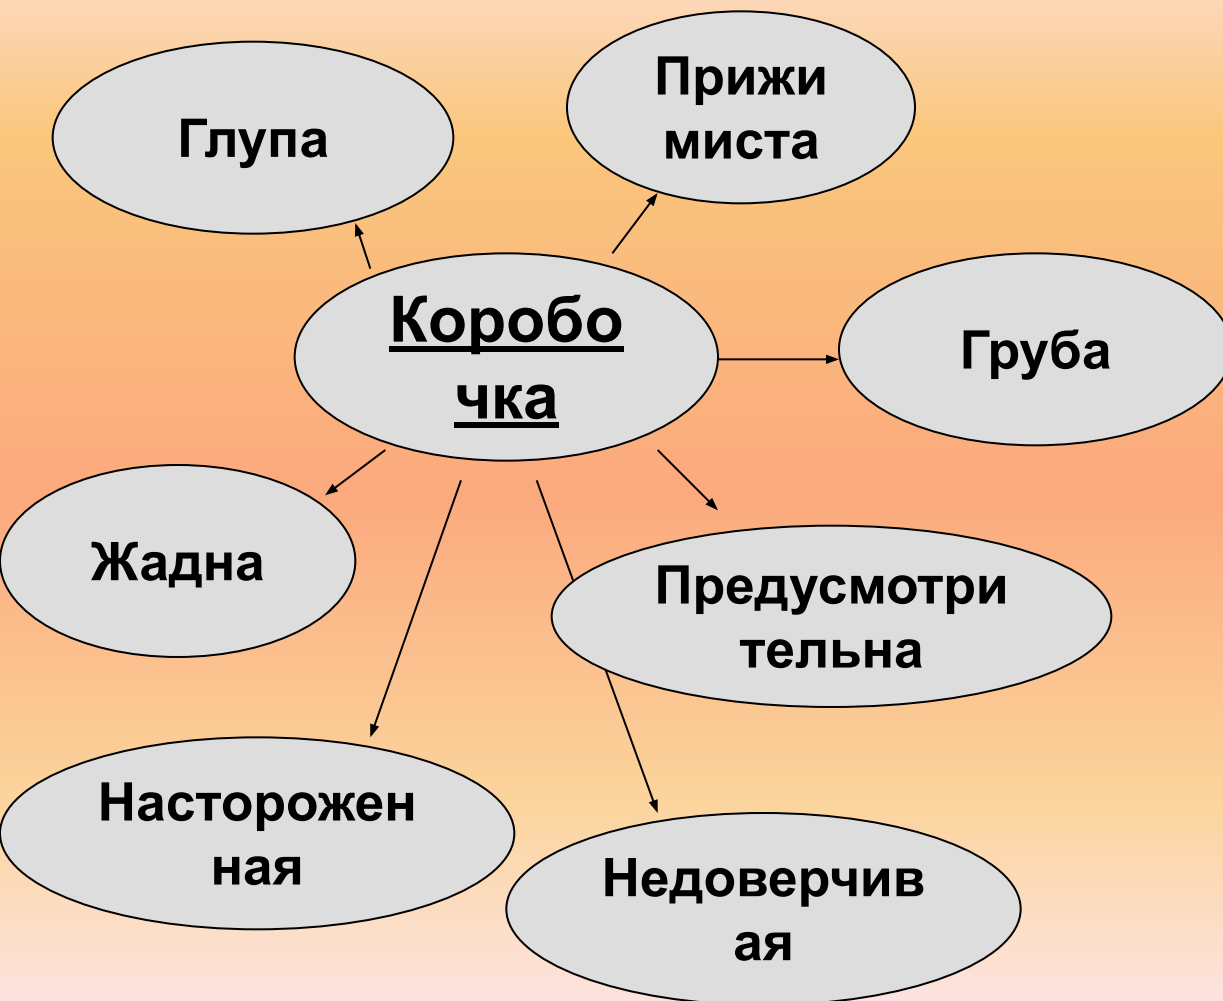 Глупа
Прижи
миста
Коробо
чка
Груба
Жадна
Предусмотри
тельна
Насторожен
ная
Недоверчив
ая